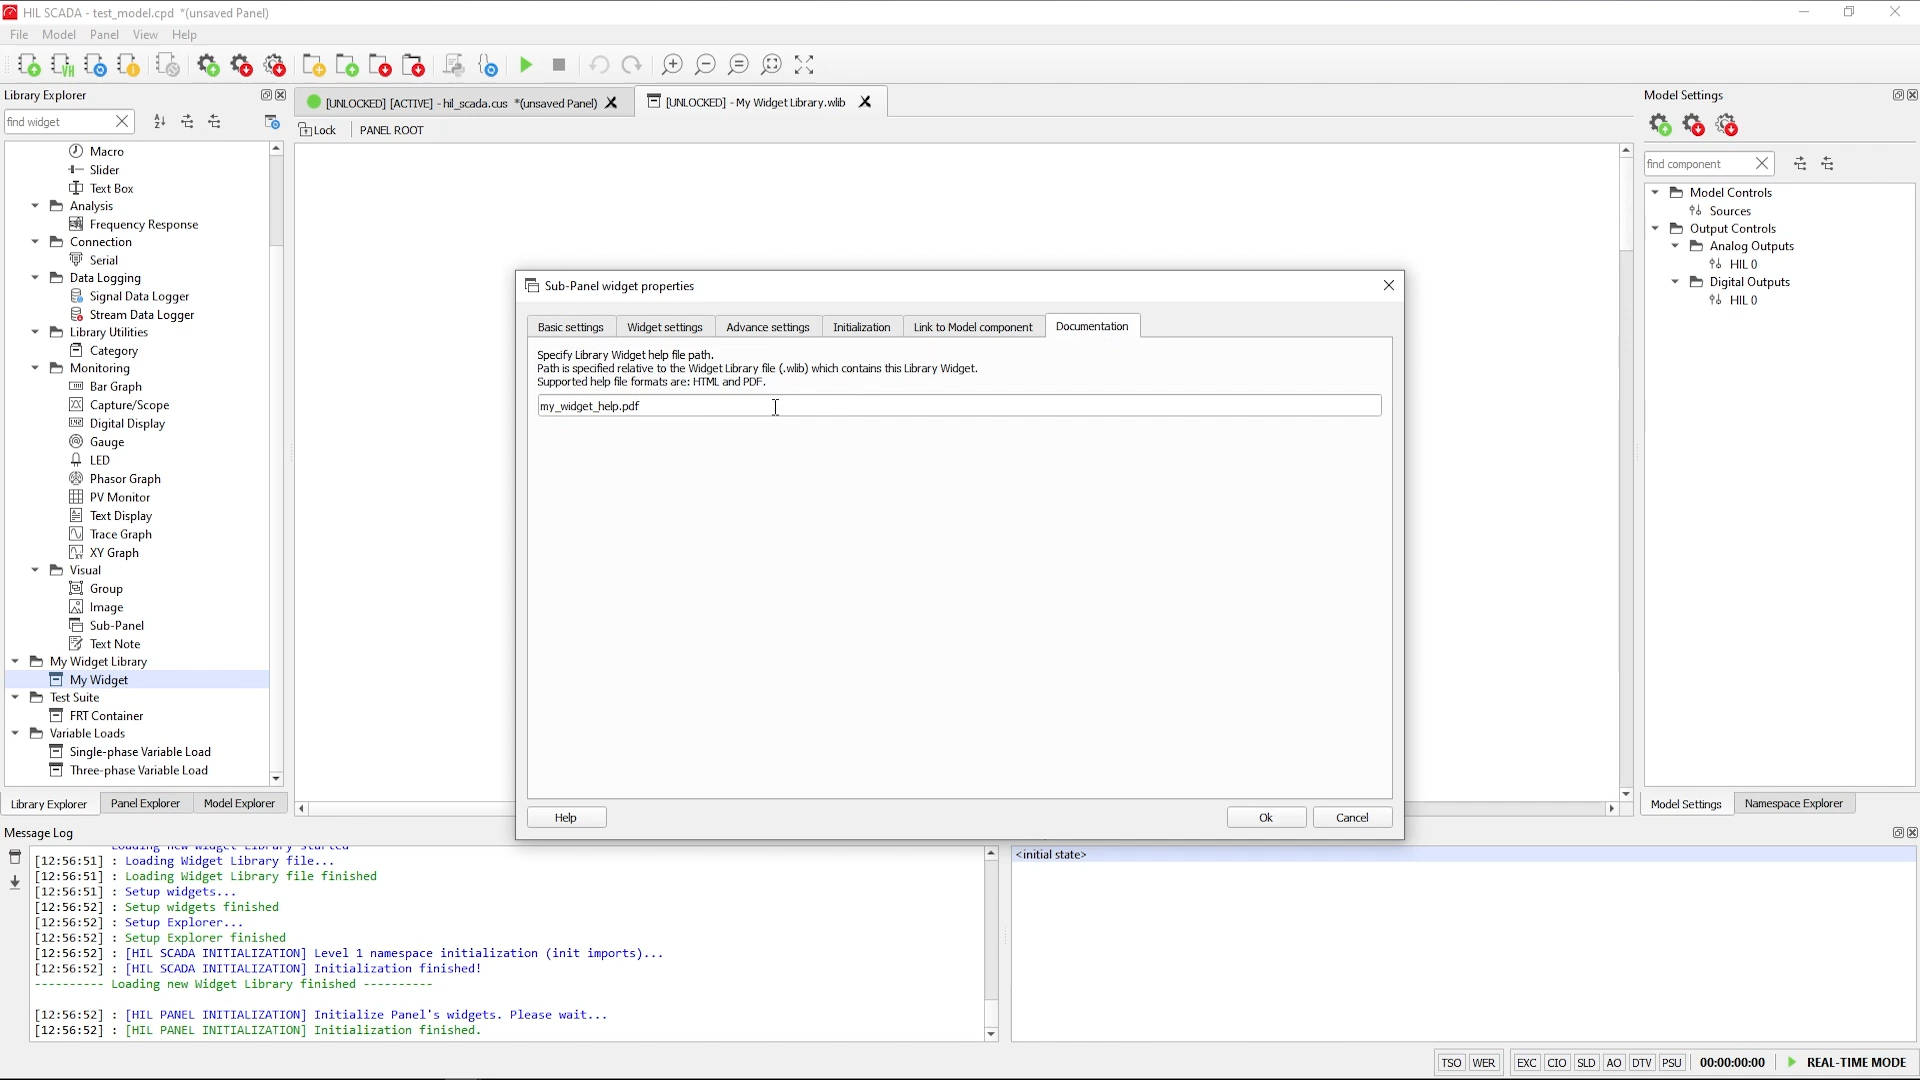 HIL SCADA - test_model.cpd *(unsaved Panel)
File Model Panel View Help
Library Explorer
find widget
Macro
Slider
Text Box
Analysis
Frequency Response
Connection
Serial
Data Logging
Signal Data Logger
Stream Data Logger
Library Utilities
Category
Monitoring
Bar Graph
Capture/Scope
Digital Display
Gauge
LED
Phasor Graph
PV Monitor
Text Display
Trace Graph
XY Graph
Visual
Group
Image
Sub-Panel
Text Note
My Widget Library
My Widget
Test Suite
FRT Container
Variable Loads
Single-phase Variable Load
Three-phase Variable Load
Library Explorer Panel Explorer Model Explorer
[UNLOCKED] [ACTIVE] - hil_scada.cus *(unsaved Panel)
[UNLOCKED] - My Widget Library.wlib
Lock PANEL ROOT
Sub-Panel widget properties
Basic settings Widget settings Advance settings Initialization Link to Model component Documentation
Specify Library Widget help file path.
Path is specified relative to the Widget Library file (.wlib) which contains this Library Widget.
Supported help file formats are: HTML and PDF.
my_widget_help.pdf
Help Ok Cancel
Model Settings
find component
Model Controls
Sources
Output Controls
Analog Outputs
HIL 0
Digital Outputs
HIL 0
Model Settings Namespace Explorer
Message Log
Loading new Widget Library started
[12:56:51] : Loading Widget Library file...
[12:56:51] : Loading Widget Library file finished
[12:56:51] : Setup widgets...
[12:56:52] : Setup widgets finished
[12:56:52] : Setup Explorer...
[12:56:52] : Setup Explorer finished
[12:56:52] : [HIL SCADA INITIALIZATION] Level 1 namespace initialization (init imports)...
[12:56:52] : [HIL SCADA INITIALIZATION] Initialization finished!
---------- Loading new Widget Library finished ----------
[12:56:52] : [HIL PANEL INITIALIZATION] Initialize Panel's widgets. Please wait...
[12:56:52] : [HIL PANEL INITIALIZATION] Initialization finished.
<initial state>
TSO WER EXC CIO SLD AO DTV PSU 00:00:00:00 REAL-TIME MODE